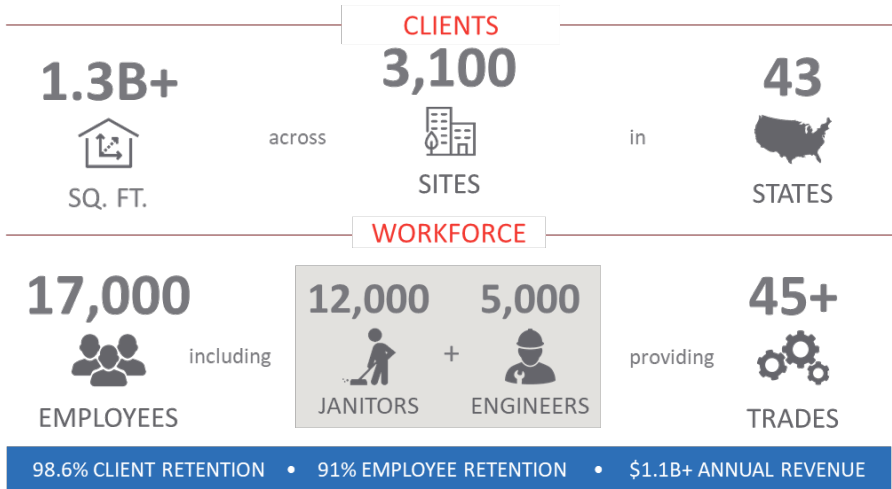 CLIENTS
1.3B+
3,100
43
across
in
SQ. FT.
SITES
STATES
WORKFORCE
17,000
12,000
5,000
45+
including
+
providing
EMPLOYEES
JANITORS
ENGINEERS
TRADES
98.6% CLIENT RETENTION • 91% EMPLOYEE RETENTION • $1.1B+ ANNUAL REVENUE